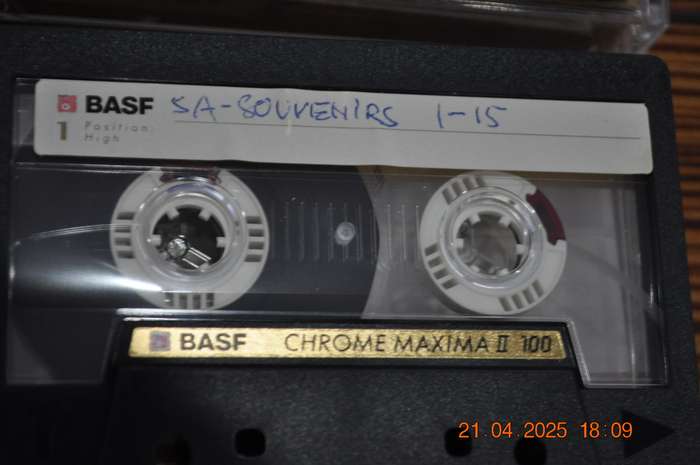 BASF SA-SOUVENIRS 1-15
1 Position:
High
BASF CHROME MAXIMA II 100
21.04.2025 18:09